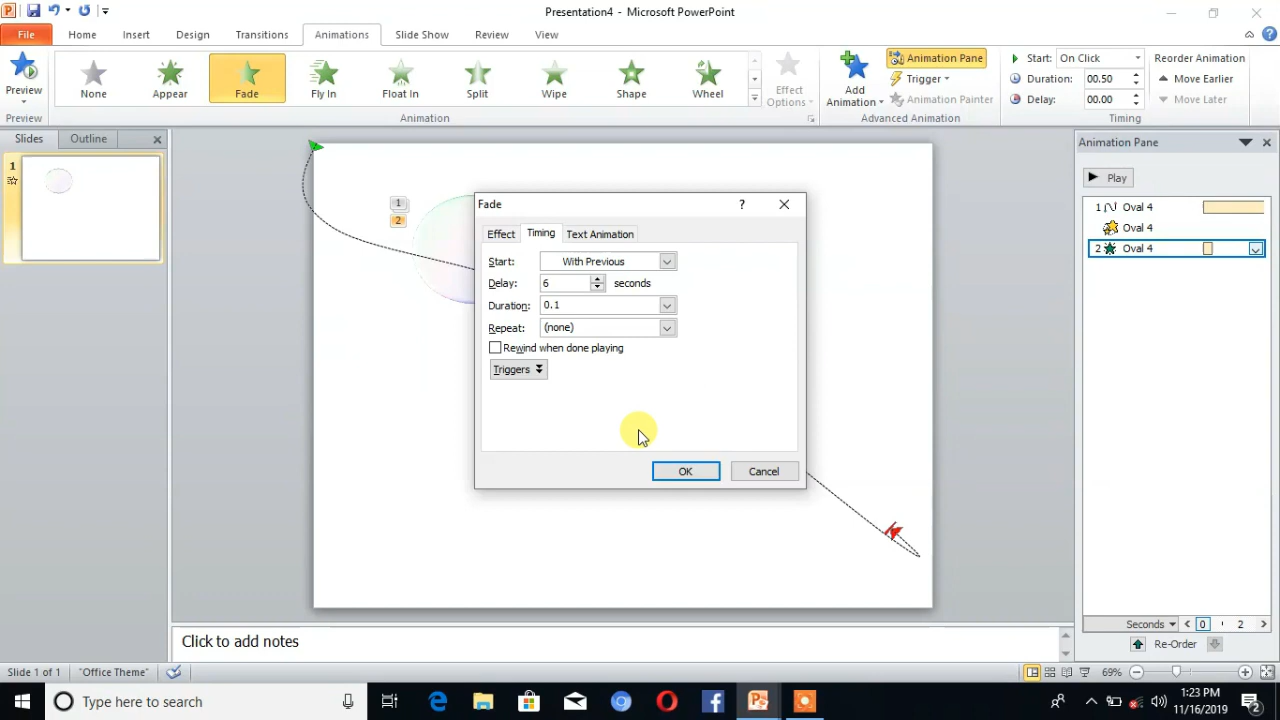 Presentation4 - Microsoft PowerPoint
File Home Insert Design Transitions Animations Slide Show Review View
Preview
None Appear Fade Fly In Float In Split Wipe Shape Wheel
Effect Options
Add Animation
Animation Pane
Trigger
Animation Painter
Start: On Click
Duration: 00.50
Delay: 00.00
Reorder Animation
Move Earlier
Move Later
Preview Animation Advanced Animation Timing
Slides Outline
1
1
2
Fade
?
Effect Timing Text Animation
Start: With Previous
Delay: 6 seconds
Duration: 0.1
Repeat: (none)
Rewind when done playing
Triggers
OK Cancel
Animation Pane
Play
1 Oval 4
Oval 4
2 Oval 4
Seconds 0 2
Re-Order
Click to add notes
Slide 1 of 1 "Office Theme" 69%
Type here to search
1:23 PM
11/16/2019
2